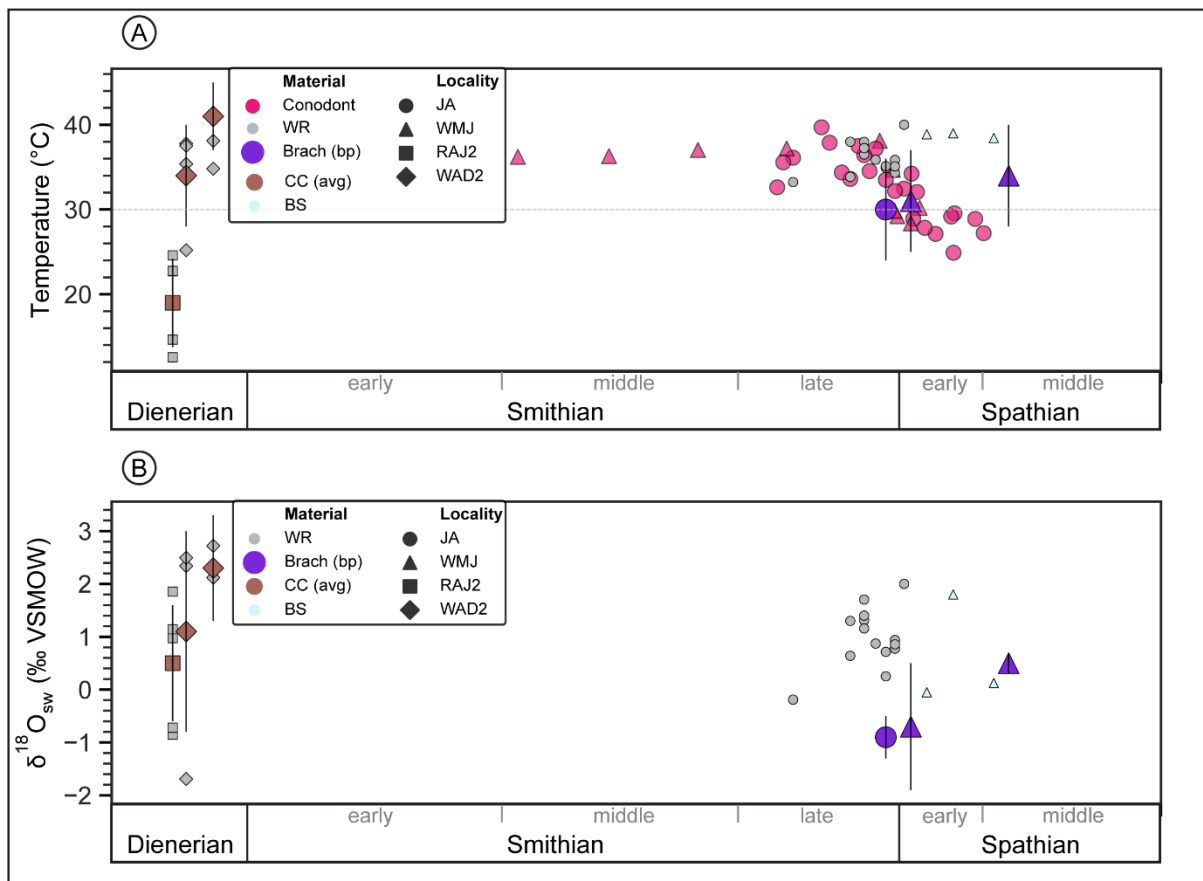 A
Temperature (°C)
40
30
20
Material Locality
Conodont JA
WR WMJ
Brach (bp) RAJ2
CC (avg) WAD2
BS
early middle late early middle
Dienerian Smithian Spathian
B
δ18Osw (‰ VSMOW)
3
2
1
0
−1
−2
Material Locality
WR JA
Brach (bp) WMJ
CC (avg) RAJ2
BS WAD2
early middle late early middle
Dienerian Smithian Spathian